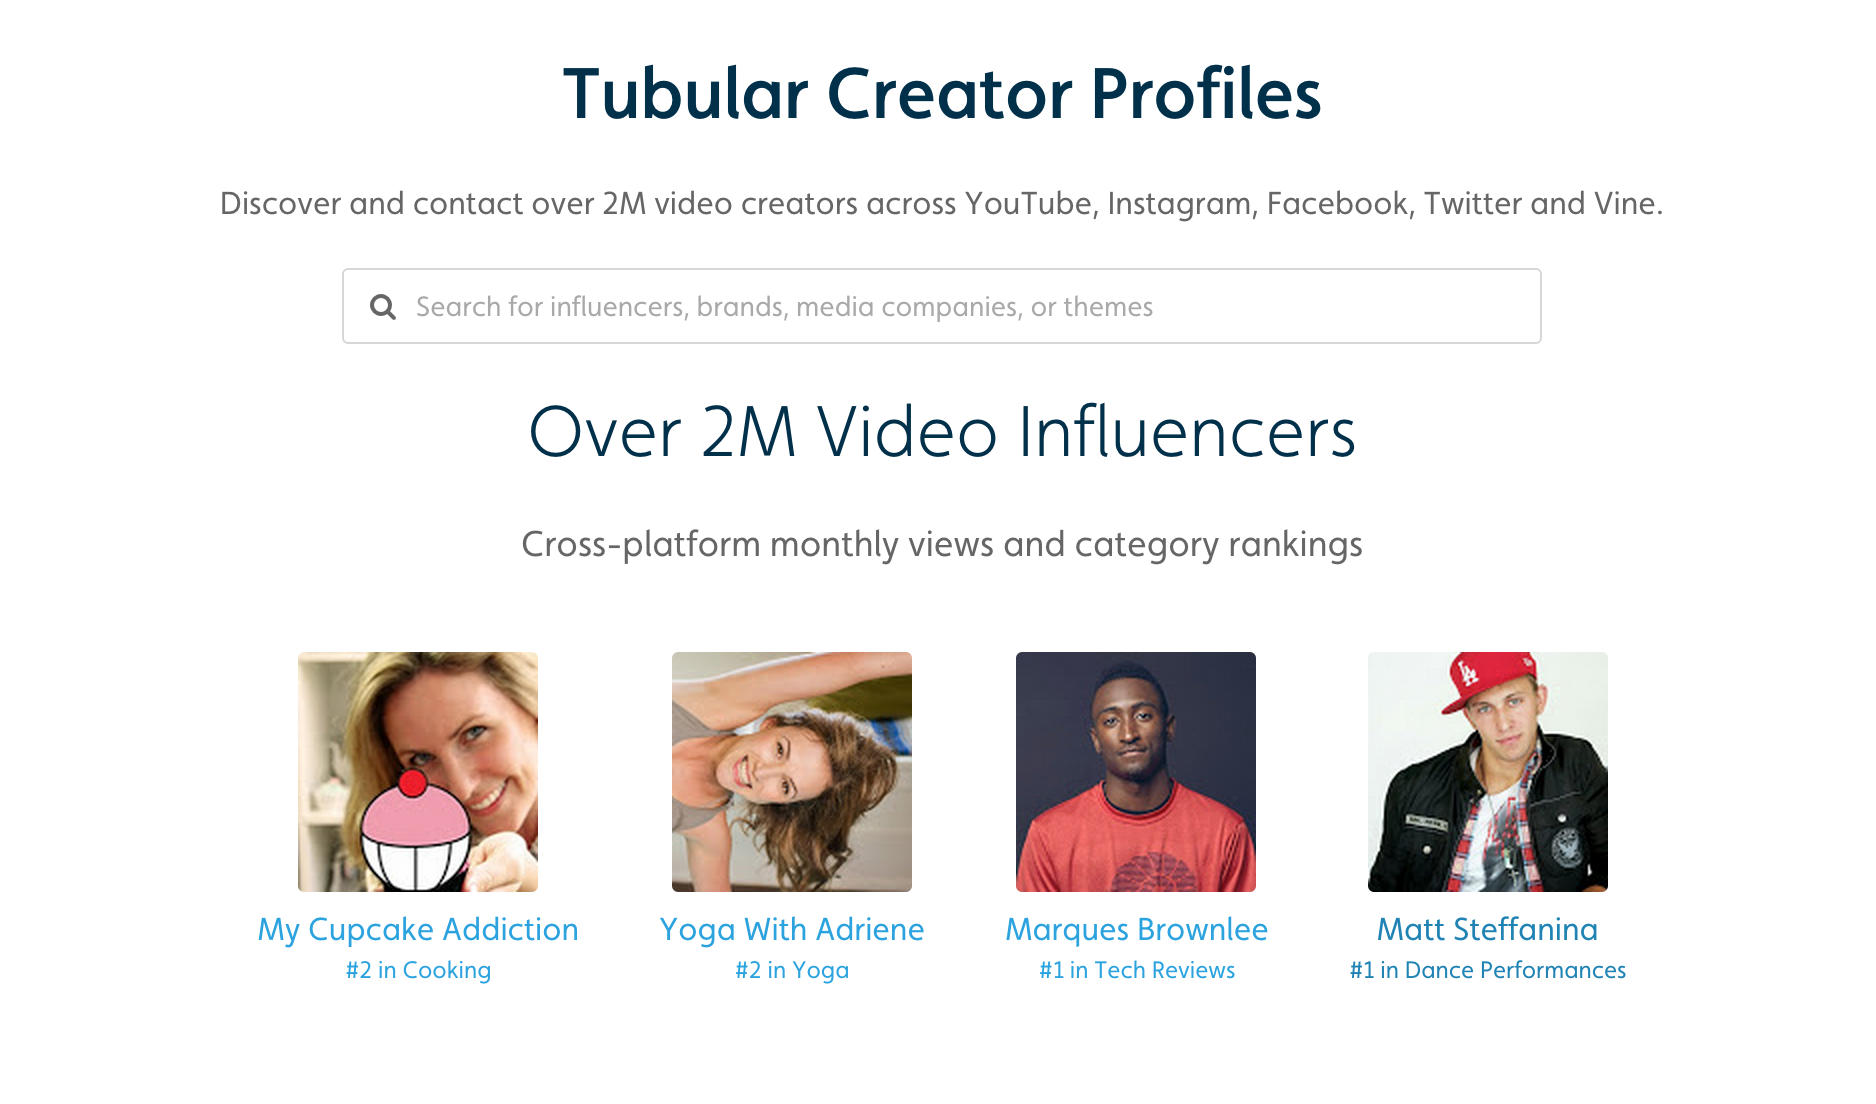 Tubular Creator Profiles
Discover and contact over 2M video creators across YouTube, Instagram, Facebook, Twitter and Vine.
Search for influencers, brands, media companies, or themes
Over 2M Video Influencers
Cross-platform monthly views and category rankings
LA
My Cupcake Addiction
#2 in Cooking
Yoga With Adriene
#2 in Yoga
Marques Brownlee
#1 in Tech Reviews
Matt Steffanina
#1 in Dance Performances